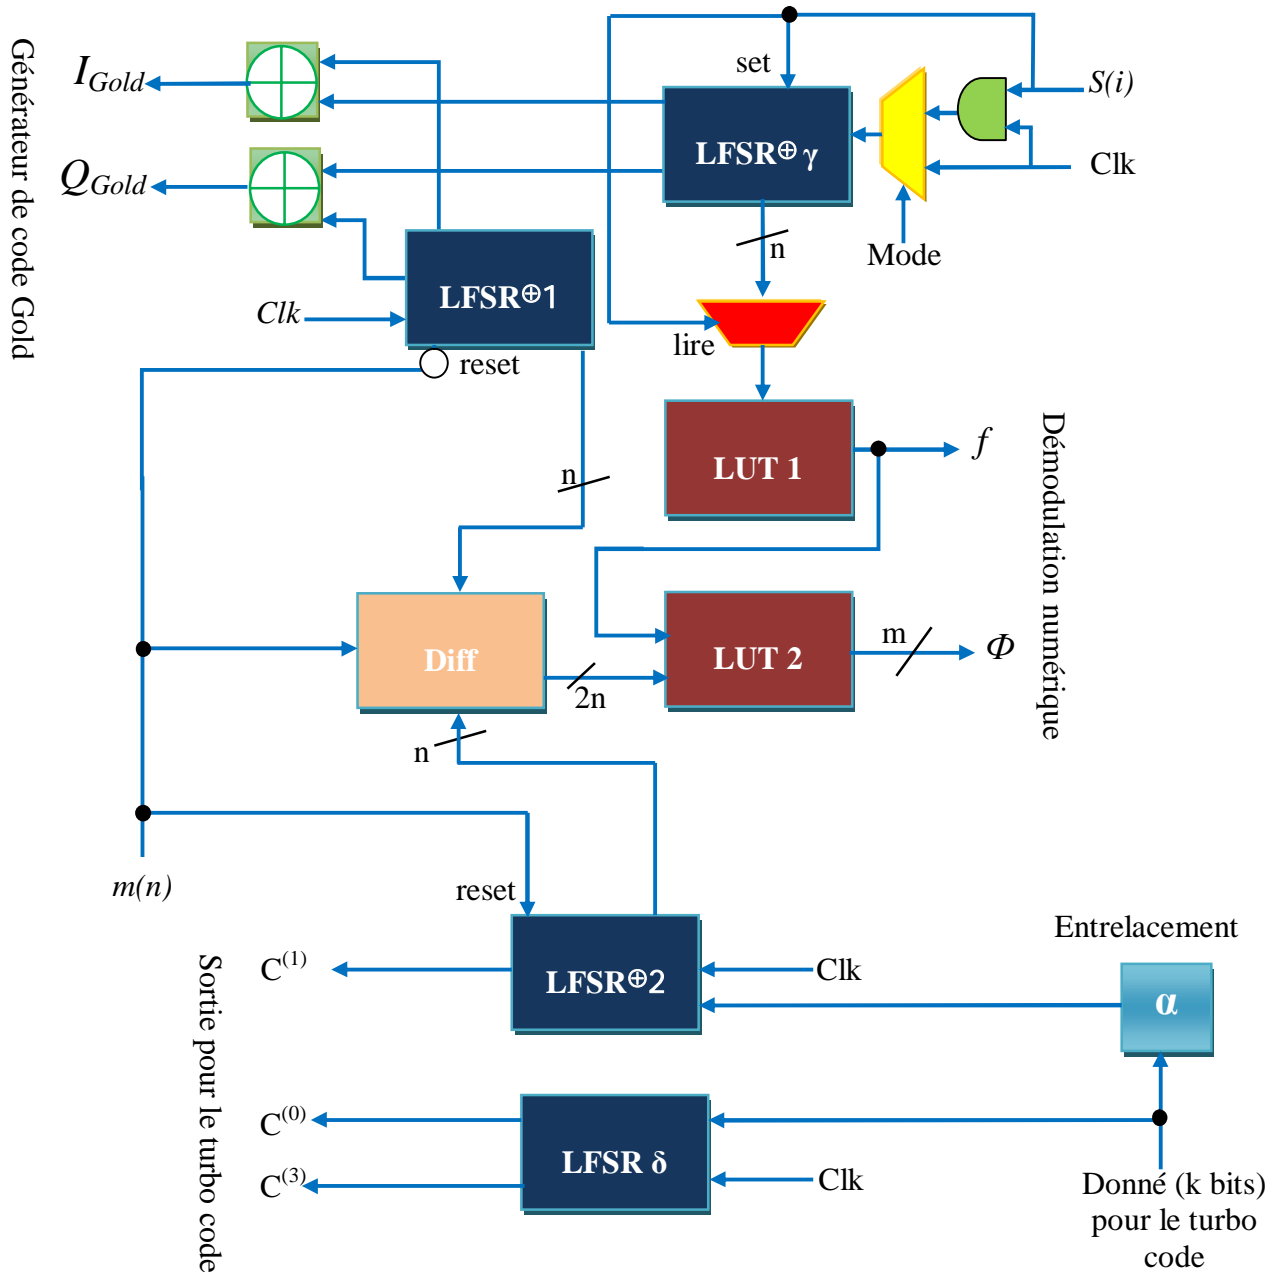 Générateur de code Gold
I_Gold
Q_Gold
set
LFSR⊕ γ
S(i)
Clk
Mode
n
LFSR⊕1
Clk
reset
lire
LUT 1
f
n
Démodulation numérique
Diff
2n
LUT 2
m
Φ
n
m(n)
reset
Sortie pour le turbo code
C^(1)
LFSR⊕2
Clk
Entrelacement
α
C^(0)
LFSR δ
C^(3)
Clk
Donné (k bits)
pour le turbo
code